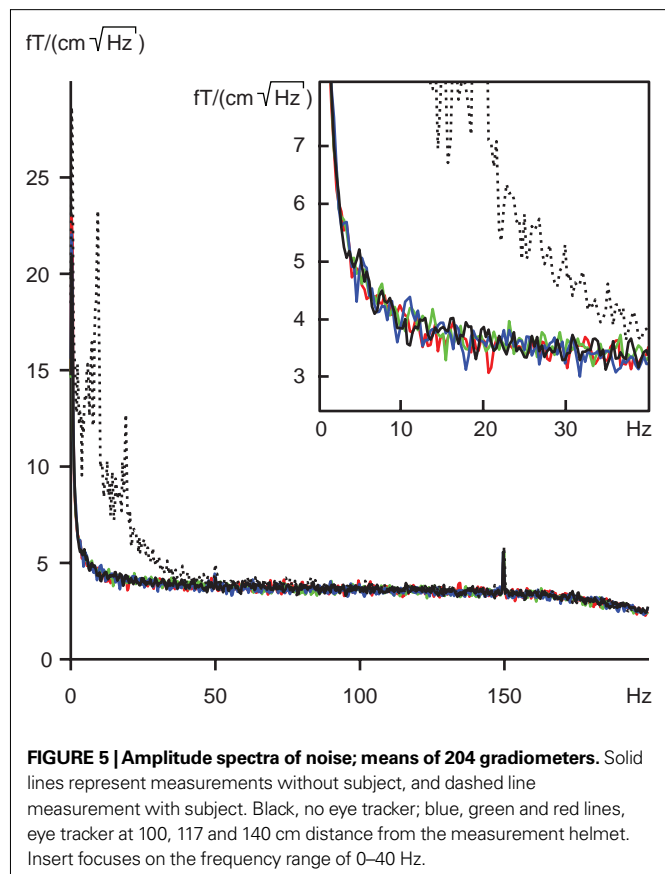 fT/(cm √Hz)
fT/(cm √Hz)
7
25
6
20
5
4
15
3
0 10 20 30 Hz
10
5
0
0 50 100 150 Hz
FIGURE 5 | Amplitude spectra of noise; means of 204 gradiometers. Solid
lines represent measurements without subject, and dashed line
measurement with subject. Black, no eye tracker; blue, green and red lines,
eye tracker at 100, 117 and 140 cm distance from the measurement helmet.
Insert focuses on the frequency range of 0–40 Hz.